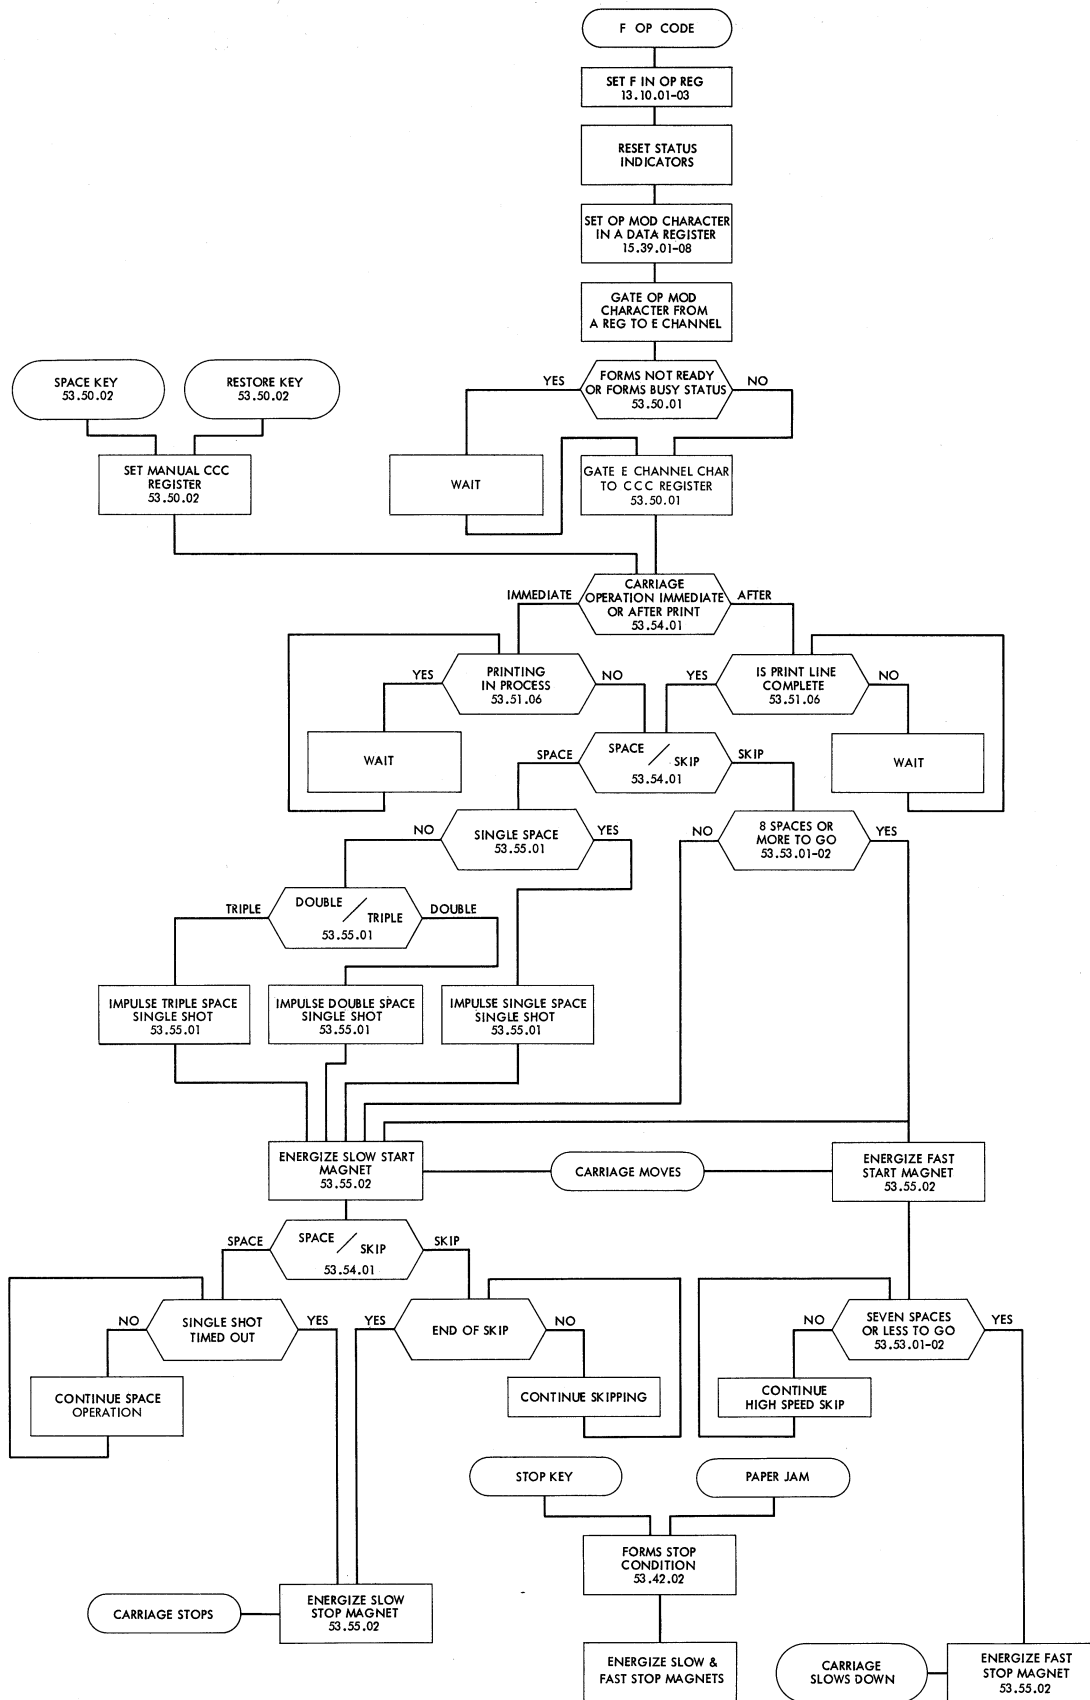 F OP CODE
SET F IN OP REG
13.10.01-03
RESET STATUS
INDICATORS
SET OP MOD CHARACTER
IN A DATA REGISTER
15.39.01-08
GATE OP MOD
CHARACTER FROM
A REG TO E CHANNEL
YES
FORMS NOT READY
OR FORMS BUSY STATUS
53.50.01
NO
SPACE KEY
53.50.02
RESTORE KEY
53.50.02
SET MANUAL CCC
REGISTER
53.50.02
WAIT
GATE E CHANNEL CHAR
TO CCC REGISTER
53.50.01
IMMEDIATE
CARRIAGE
OPERATION IMMEDIATE
OR AFTER PRINT
53.54.01
AFTER
YES
PRINTING
IN PROCESS
53.51.06
NO
YES
IS PRINT LINE
COMPLETE
53.51.06
NO
WAIT
SPACE
SPACE / SKIP
53.54.01
SKIP
WAIT
NO
SINGLE SPACE
53.55.01
YES
NO
8 SPACES OR
MORE TO GO
53.53.01-02
YES
TRIPLE
DOUBLE / TRIPLE
53.55.01
DOUBLE
IMPULSE TRIPLE SPACE
SINGLE SHOT
53.55.01
IMPULSE DOUBLE SPACE
SINGLE SHOT
53.55.01
IMPULSE SINGLE SPACE
SINGLE SHOT
53.55.01
ENERGIZE SLOW START
MAGNET
53.55.02
CARRIAGE MOVES
ENERGIZE FAST
START MAGNET
53.55.02
SPACE
SPACE / SKIP
53.54.01
SKIP
NO
SINGLE SHOT
TIMED OUT
YES
YES
END OF SKIP
NO
NO
SEVEN SPACES
OR LESS TO GO
53.53.01-02
YES
CONTINUE SPACE
OPERATION
CONTINUE SKIPPING
CONTINUE
HIGH SPEED SKIP
STOP KEY
PAPER JAM
FORMS STOP
CONDITION
53.42.02
CARRIAGE STOPS
ENERGIZE SLOW
STOP MAGNET
53.55.02
ENERGIZE SLOW &
FAST STOP MAGNETS
CARRIAGE
SLOWS DOWN
ENERGIZE FAST
STOP MAGNET
53.55.02